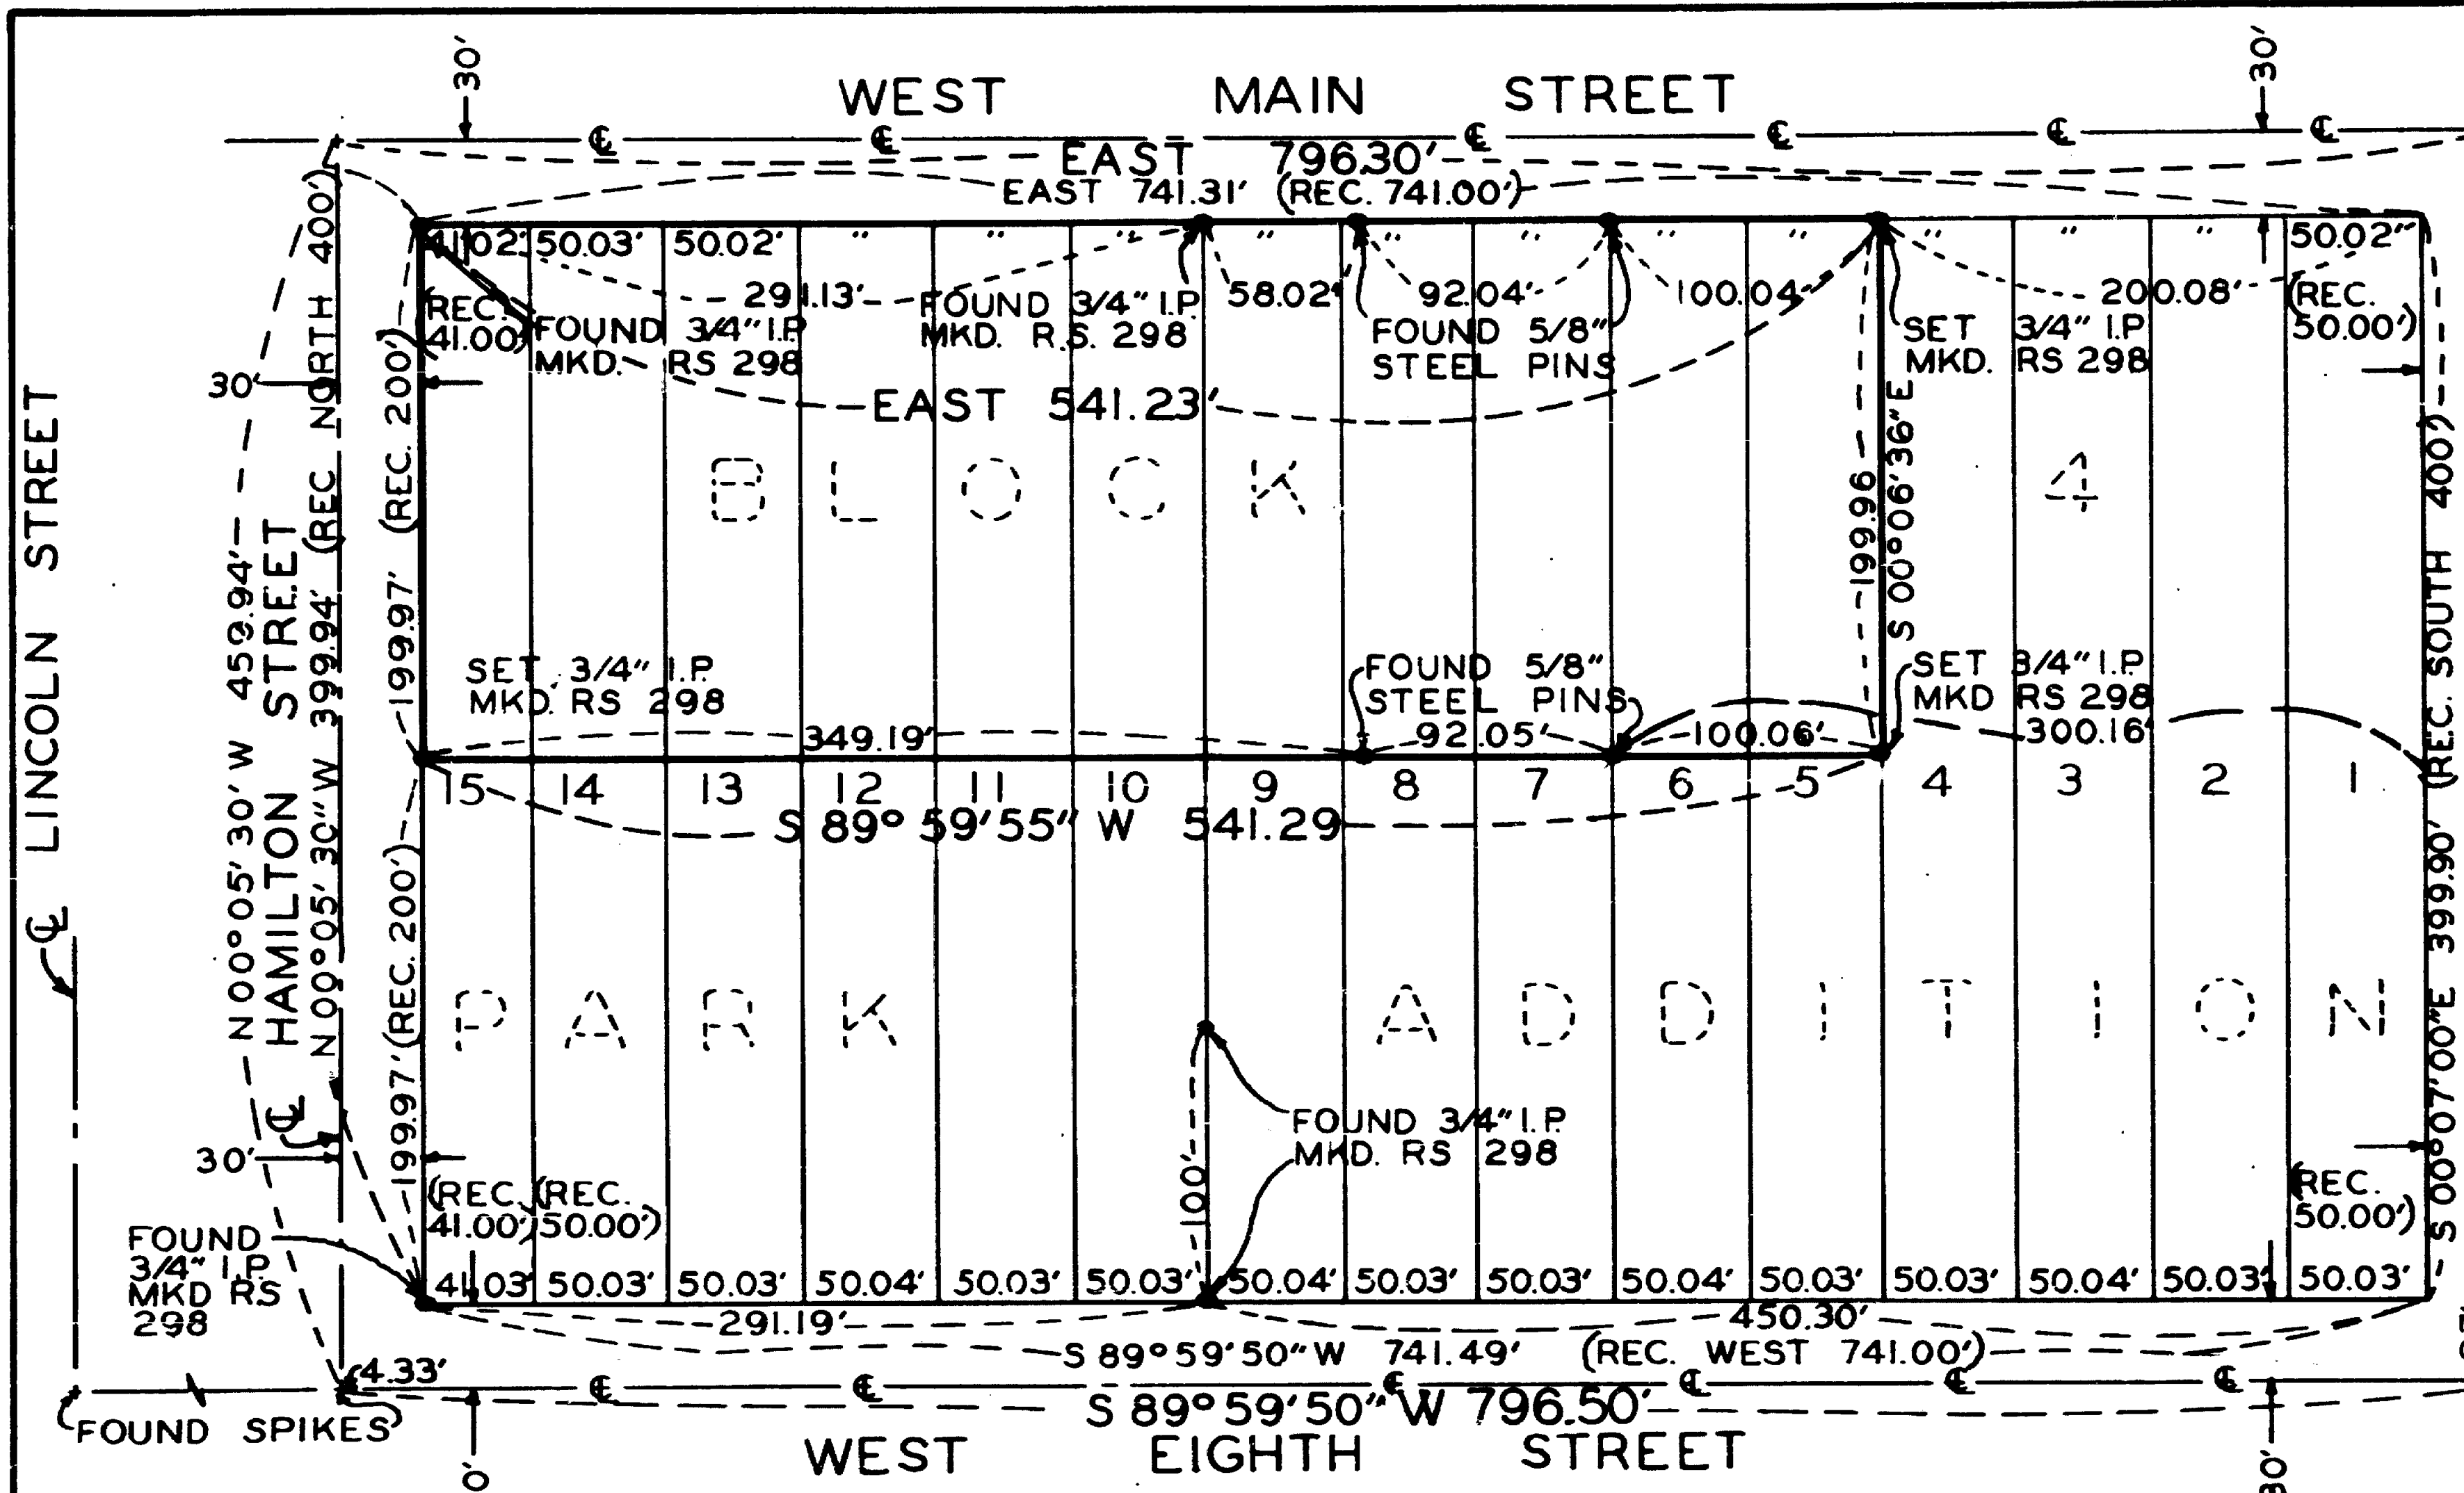 WEST MAIN STREET
30'
30'
℄ ℄ ℄ ℄ ℄ ℄
EAST 796.30'
EAST 741.31' (REC. 741.00')
41.02' 50.03' 50.02' " " " " " " " " " " " 50.02'
291.13' 58.02' 92.04' 100.04' 200.08'
(REC.
41.00')
(REC.
50.00')
FOUND 3/4" I.P.
MKD. RS 298
FOUND 3/4" I.P.
MKD. R.S. 298
FOUND 5/8"
STEEL PINS
SET 3/4" I.P.
MKD. RS 298
EAST 541.23'
30'
BLOCK 4
LINCOLN STREET
℄
HAMILTON STREET
℄
N 00° 05' 30" W 459.94'
N 00° 05' 30" W 399.94' (REC NORTH 400')
199.97' (REC. 200')
199.96
S 00° 06' 36" E
S 00° 07' 00" E 399.90' (REC. SOUTH 400')
SET 3/4" I.P.
MKD. RS 298
FOUND 5/8"
STEEL PINS
SET 3/4" I.P.
MKD RS 298
349.19' 92.05' 100.06' 300.16'
15 14 13 12 11 10 9 8 7 6 5 4 3 2 1
S 89° 59' 55" W 541.29
199.97' (REC. 200')
PARK ADDITION
FOUND 3/4" I.P.
MKD. RS 298
100'
30'
(REC.
41.00')
(REC.
50.00')
(REC.
50.00')
FOUND
3/4" I.P.
MKD RS
298
41.03' 50.03' 50.03' 50.04' 50.03' 50.03' 50.04' 50.03' 50.03' 50.04' 50.03' 50.03' 50.04' 50.03' 50.03'
291.19' 450.30'
S 89° 59' 50" W 741.49' (REC. WEST 741.00')
4.33'
℄ ℄ ℄ ℄ ℄ ℄
S 89° 59' 50" W 796.50'
FOUND SPIKES
WEST EIGHTH STREET
0'
30'